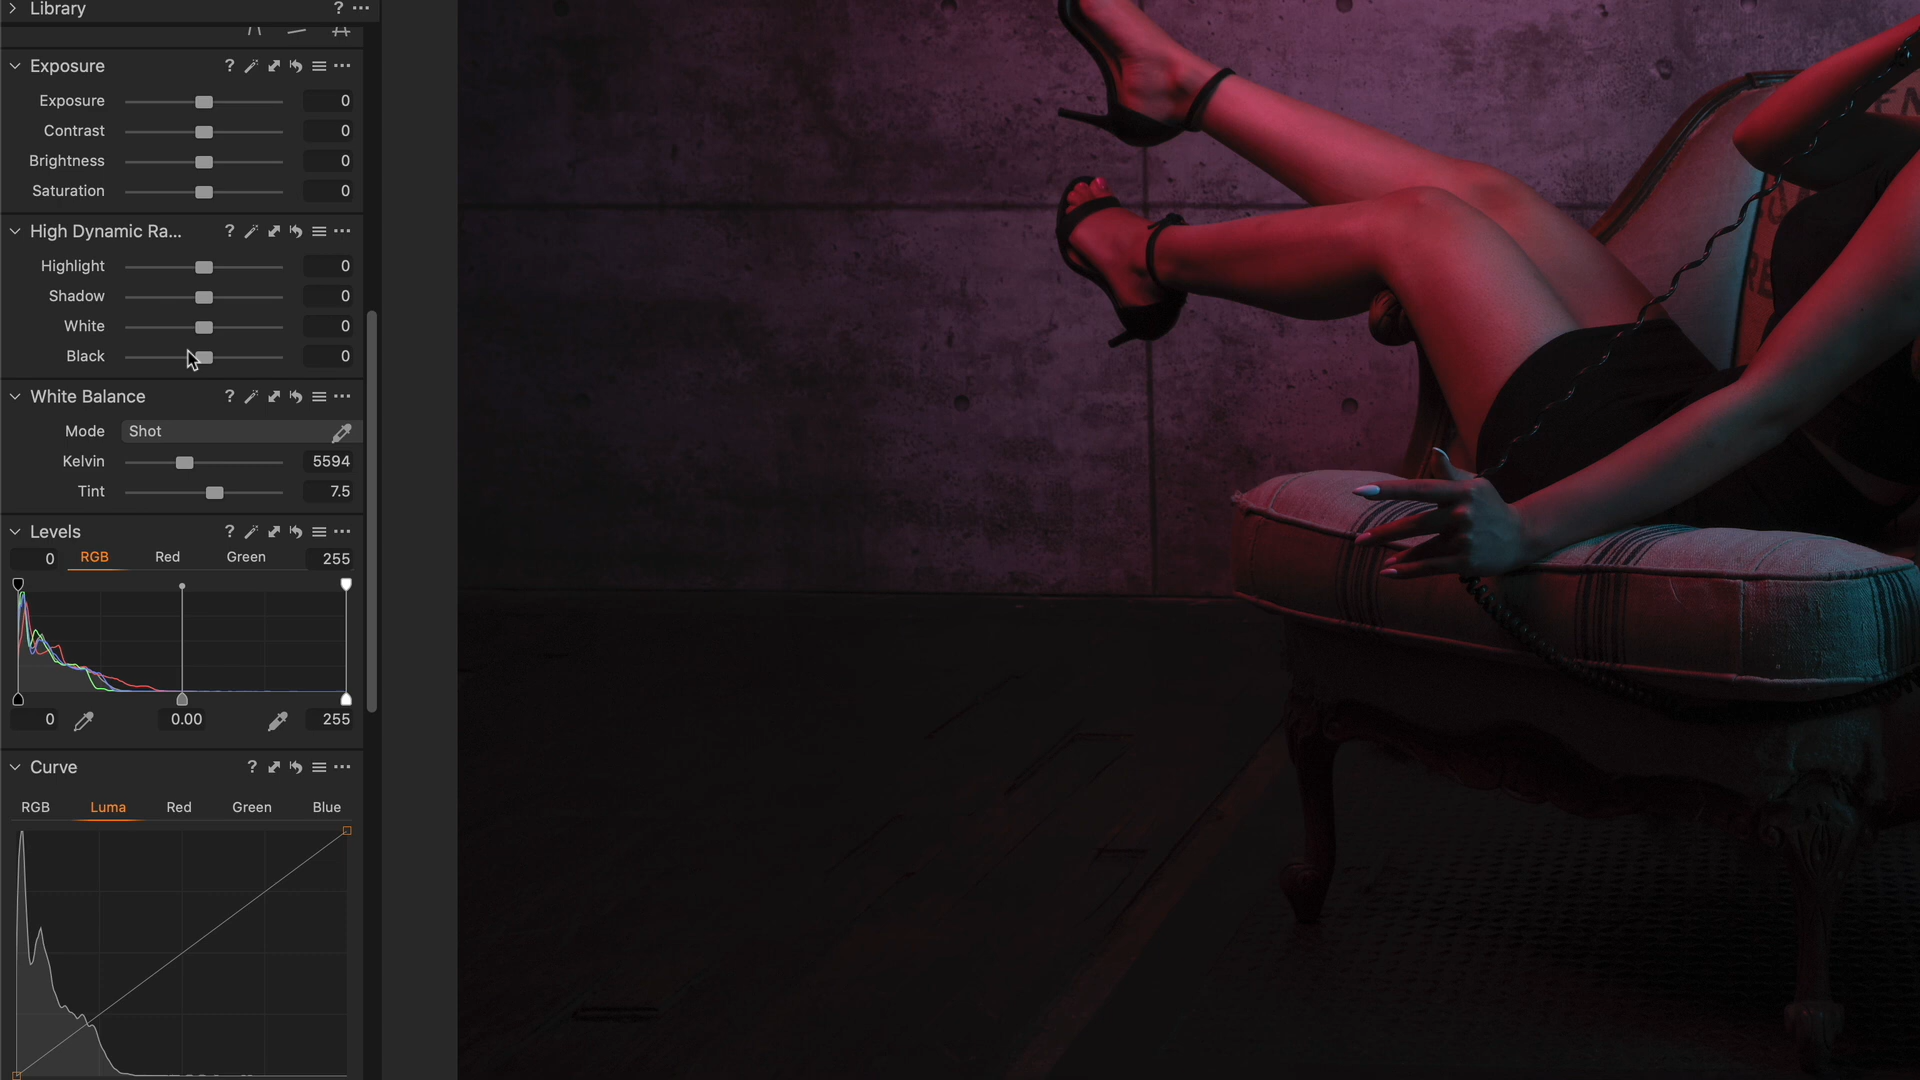 Library ?
Exposure ?
Exposure 0
Contrast 0
Brightness 0
Saturation 0
High Dynamic Ra... ?
Highlight 0
Shadow 0
White 0
Black 0
White Balance ?
Mode Shot
Kelvin 5594
Tint 7.5
Levels ?
0 RGB Red Green 255
0 0.00 255
Curve ?
RGB Luma Red Green Blue